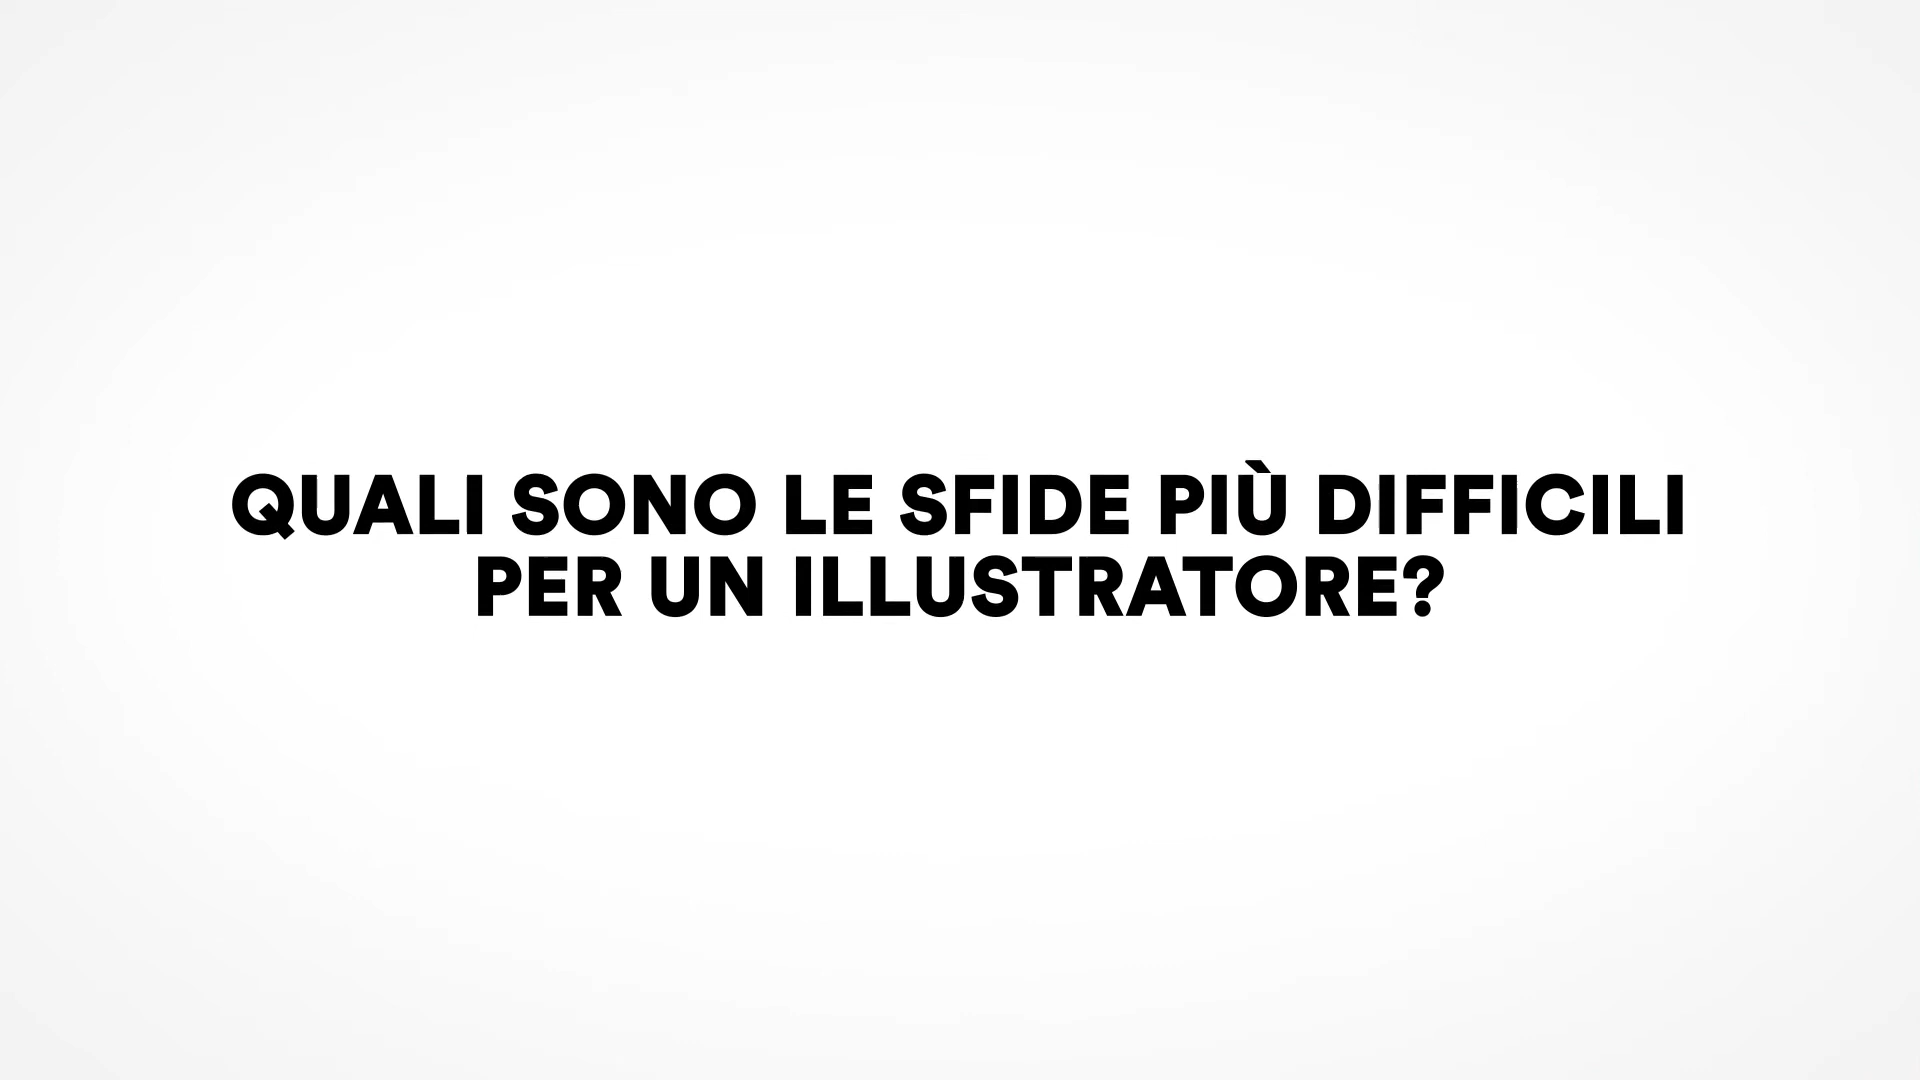 QUALI SONO LE SFIDE PIÙ DIFFICILI
PER UN ILLUSTRATORE?